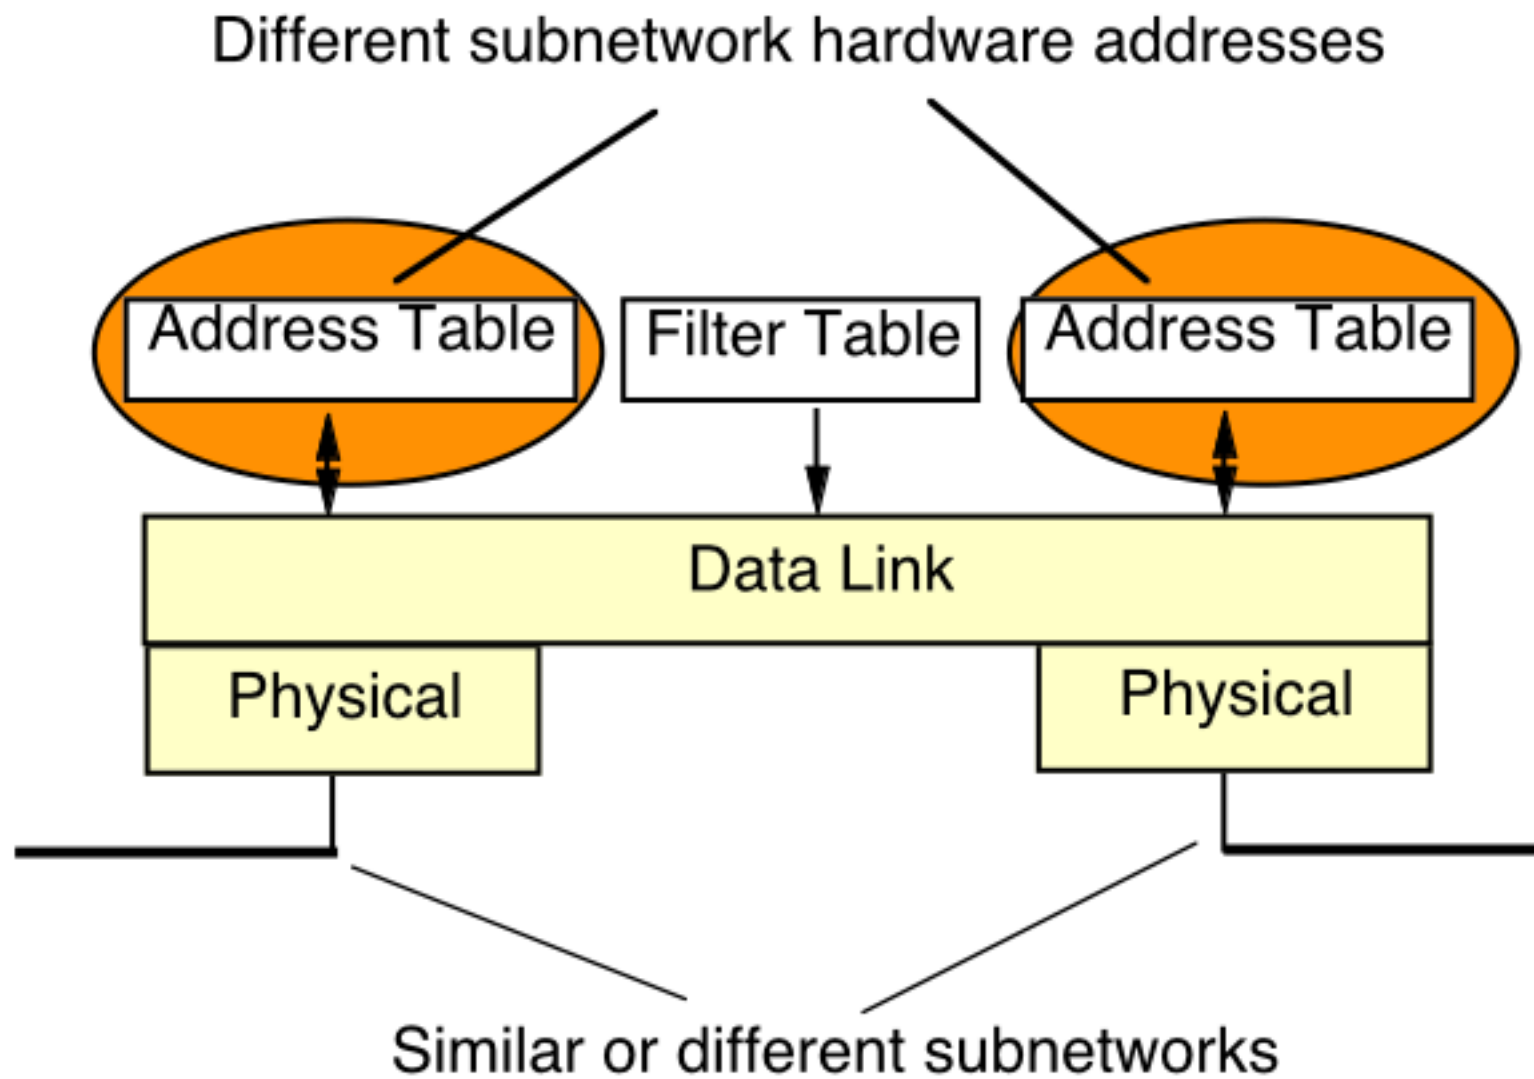 Different subnetwork hardware addresses
Address Table
Filter Table
Address Table
Data Link
Physical
Physical
Similar or different subnetworks